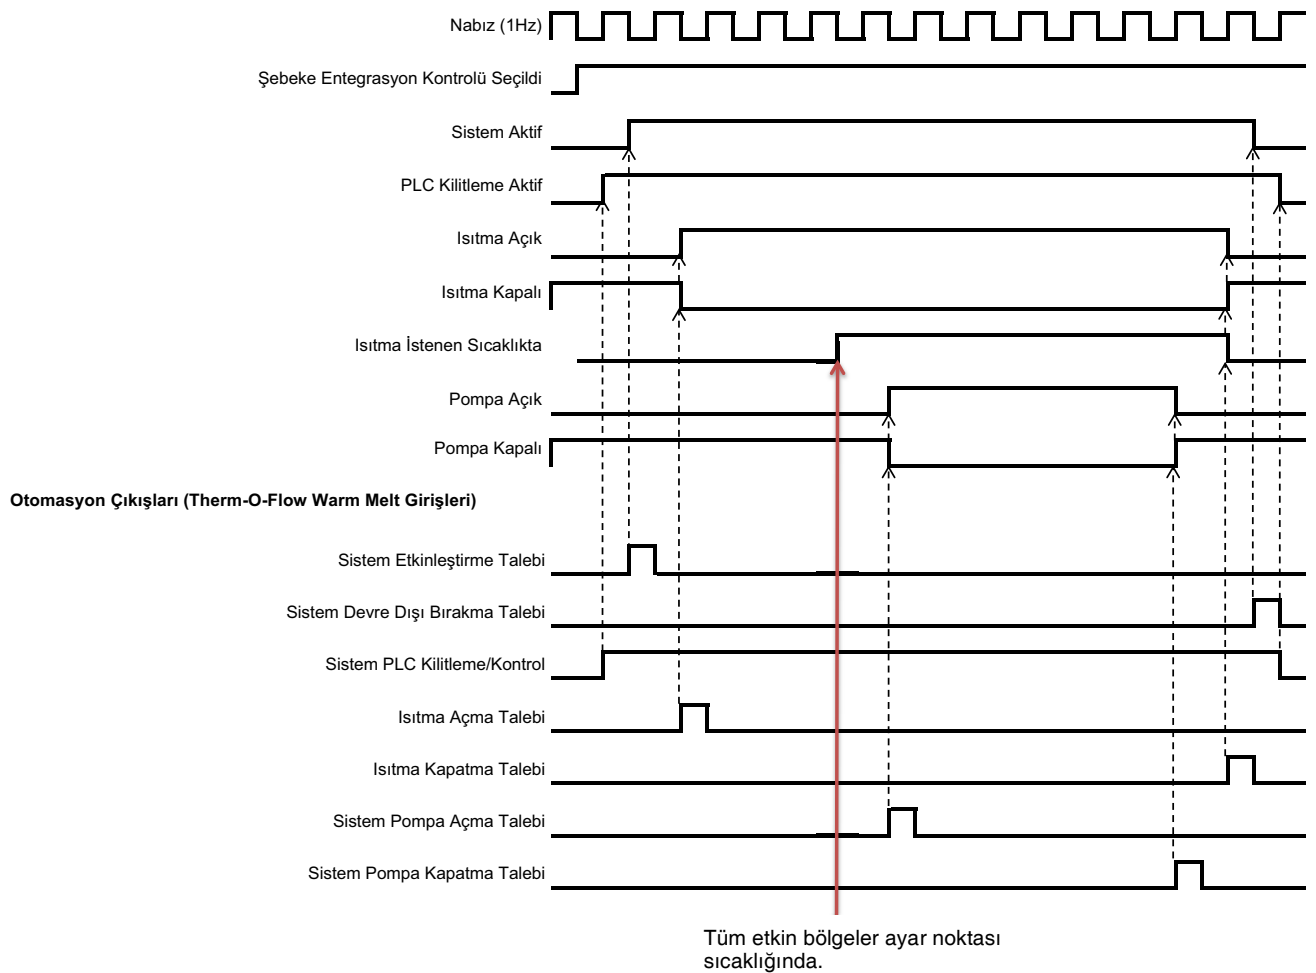 Nabız (1Hz)
Şebeke Entegrasyon Kontrolü Seçildi
Sistem Aktif
PLC Kilitleme Aktif
Isıtma Açık
Isıtma Kapalı
Isıtma İstenen Sıcaklıkta
Pompa Açık
Pompa Kapalı
Otomasyon Çıkışları (Therm-O-Flow Warm Melt Girişleri)
Sistem Etkinleştirme Talebi
Sistem Devre Dışı Bırakma Talebi
Sistem PLC Kilitleme/Kontrol
Isıtma Açma Talebi
Isıtma Kapatma Talebi
Sistem Pompa Açma Talebi
Sistem Pompa Kapatma Talebi
Tüm etkin bölgeler ayar noktası
sıcaklığında.